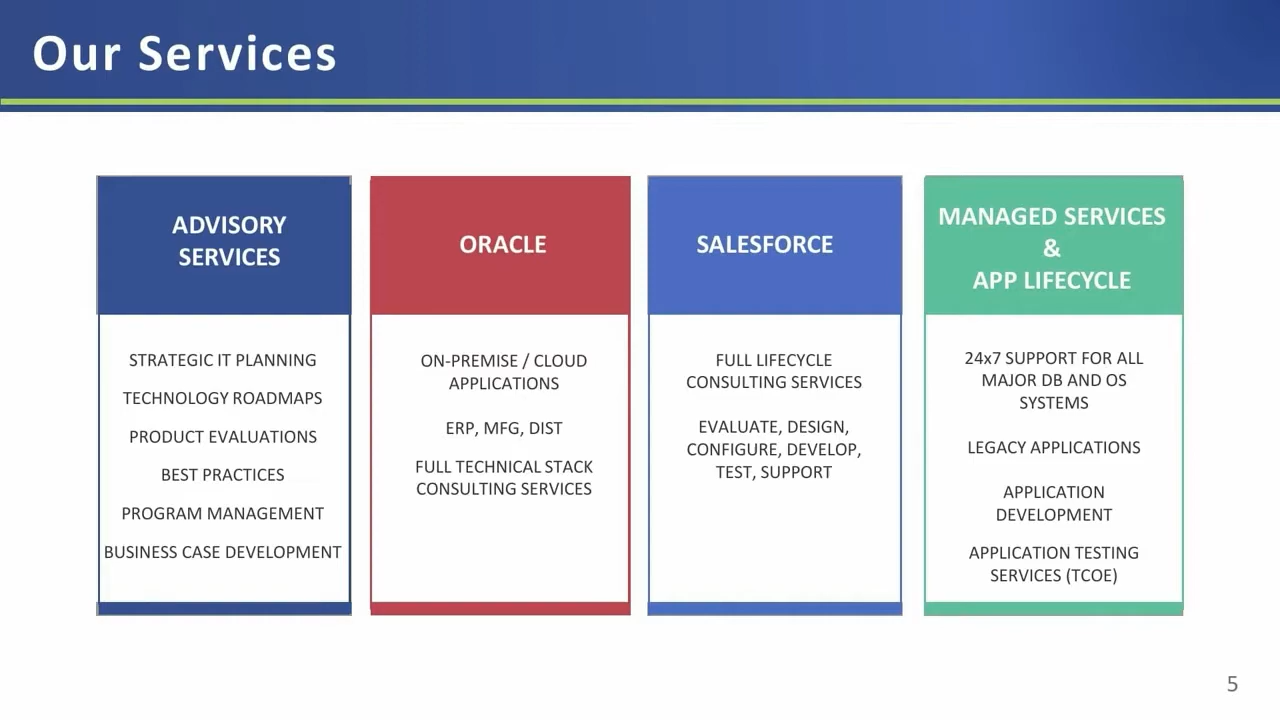 Our Services
ADVISORY
SERVICES
STRATEGIC IT PLANNING
TECHNOLOGY ROADMAPS
PRODUCT EVALUATIONS
BEST PRACTICES
PROGRAM MANAGEMENT
BUSINESS CASE DEVELOPMENT
ORACLE
ON-PREMISE / CLOUD
APPLICATIONS
ERP, MFG, DIST
FULL TECHNICAL STACK
CONSULTING SERVICES
SALESFORCE
FULL LIFECYCLE
CONSULTING SERVICES
EVALUATE, DESIGN,
CONFIGURE, DEVELOP,
TEST, SUPPORT
MANAGED SERVICES
&
APP LIFECYCLE
24x7 SUPPORT FOR ALL
MAJOR DB AND OS
SYSTEMS
LEGACY APPLICATIONS
APPLICATION
DEVELOPMENT
APPLICATION TESTING
SERVICES (TCOE)
5